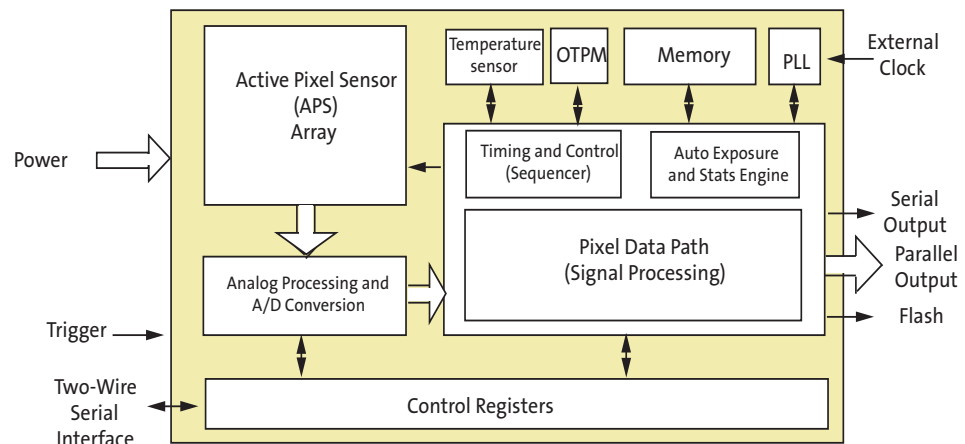 Temperature
sensor
OTPM
Memory
PLL
External
Clock
Active Pixel Sensor
(APS)
Array
Power
Timing and Control
(Sequencer)
Auto Exposure
and Stats Engine
Serial
Output
Pixel Data Path
(Signal Processing)
Parallel
Output
Analog Processing and
A/D Conversion
Trigger
Flash
Two-Wire
Serial
Interface
Control Registers